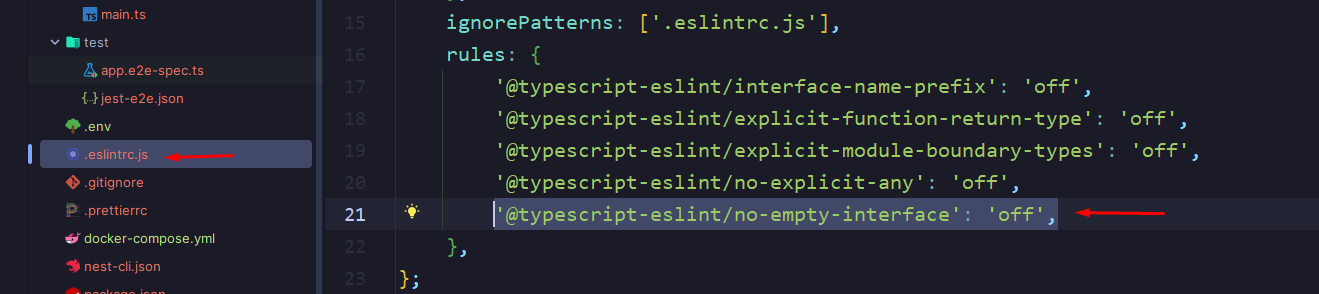 main.ts
test
app.e2e-spec.ts
jest-e2e.json
.env
.eslintrc.js
.gitignore
.prettierrc
docker-compose.yml
nest-cli.json
package.json
15 ignorePatterns: ['.eslintrc.js'],
16 rules: {
17 '@typescript-eslint/interface-name-prefix': 'off',
18 '@typescript-eslint/explicit-function-return-type': 'off',
19 '@typescript-eslint/explicit-module-boundary-types': 'off',
20 '@typescript-eslint/no-explicit-any': 'off',
21 '@typescript-eslint/no-empty-interface': 'off',
22 },
23 };